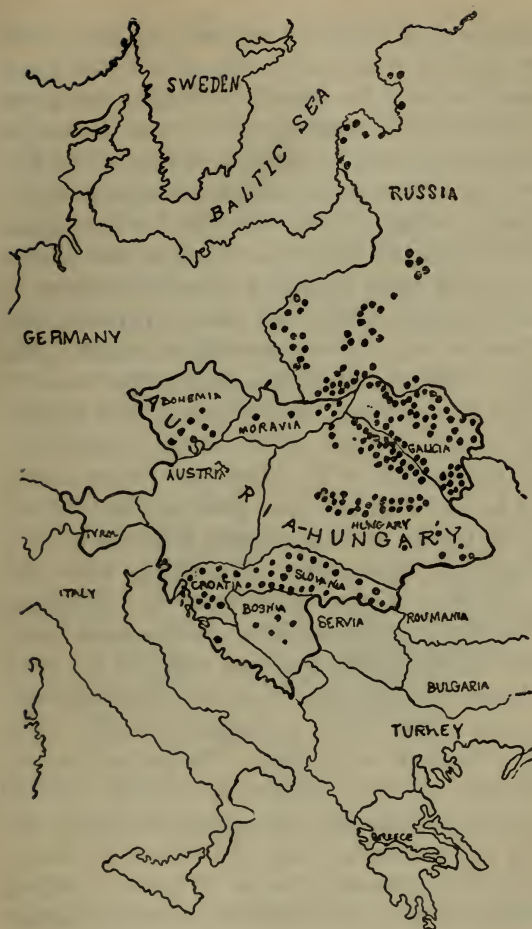 SWEDEN
BALTIC SEA
RUSSIA
GERMANY
BOHEMIA
MORAVIA
GALICIA
AUSTRIA
AUSTR A-HUNGARY
HUNGARY
TYROL
ITALY
CROATIA
SLOVANIA
BOSNIA
SERVIA
ROUMANIA
BULGARIA
TURKEY
GREECE